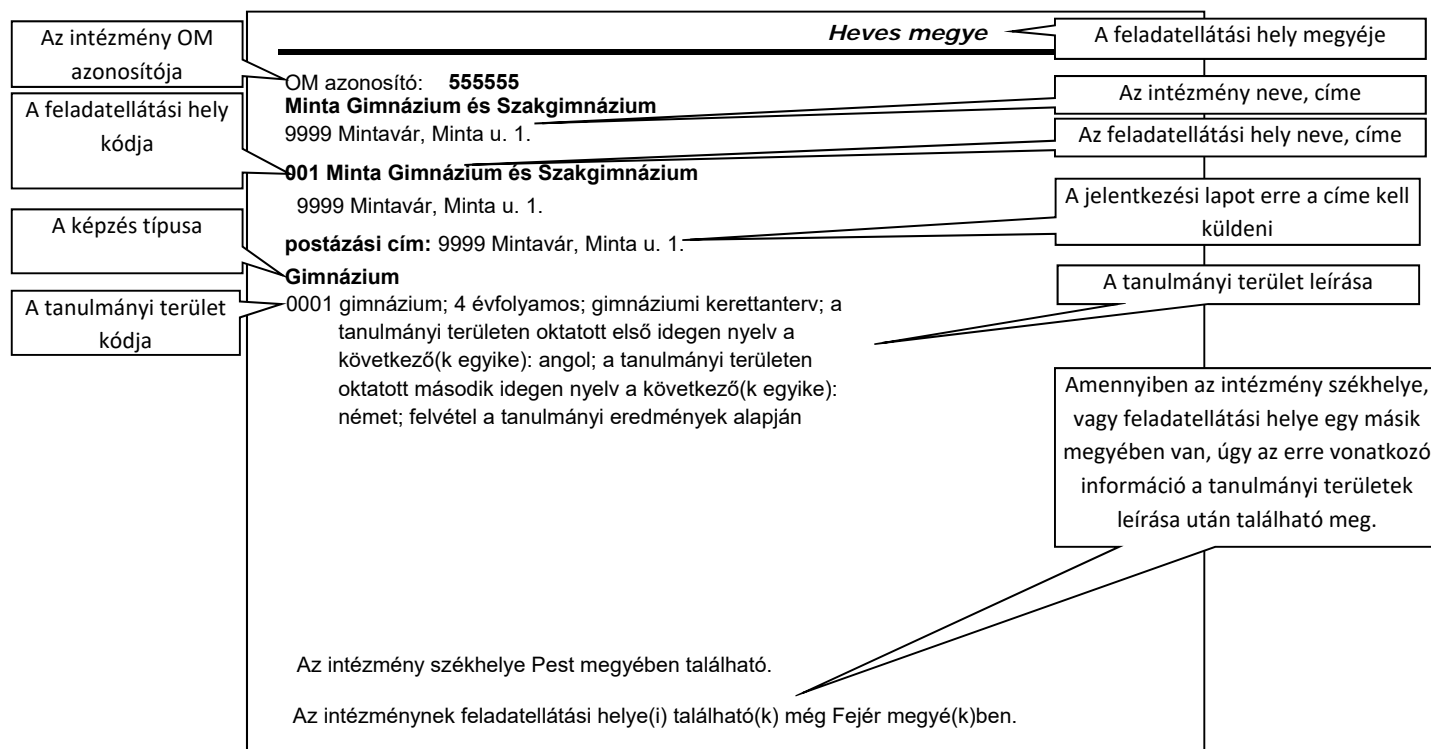 Az intézmény OM
azonosítója
A feladatellátási hely
kódja
A képzés típusa
A tanulmányi terület
kódja
Heves megye
OM azonosító: 555555
Minta Gimnázium és Szakgimnázium
9999 Mintavár, Minta u. 1.
001 Minta Gimnázium és Szakgimnázium
9999 Mintavár, Minta u. 1.
postázási cím: 9999 Mintavár, Minta u. 1.
Gimnázium
0001 gimnázium; 4 évfolyamos; gimnáziumi kerettanterv; a
tanulmányi területen oktatott első idegen nyelv a
következő(k egyike): angol; a tanulmányi területen
oktatott második idegen nyelv a következő(k egyike):
német; felvétel a tanulmányi eredmények alapján
Az intézmény székhelye Pest megyében található.
Az intézménynek feladatellátási helye(i) található(k) még Fejér megyé(k)ben.
A feladatellátási hely megyéje
Az intézmény neve, címe
Az feladatellátási hely neve, címe
A jelentkezési lapot erre a címe kell
küldeni
A tanulmányi terület leírása
Amennyiben az intézmény székhelye,
vagy feladatellátási helye egy másik
megyében van, úgy az erre vonatkozó
információ a tanulmányi területek
leírása után található meg.